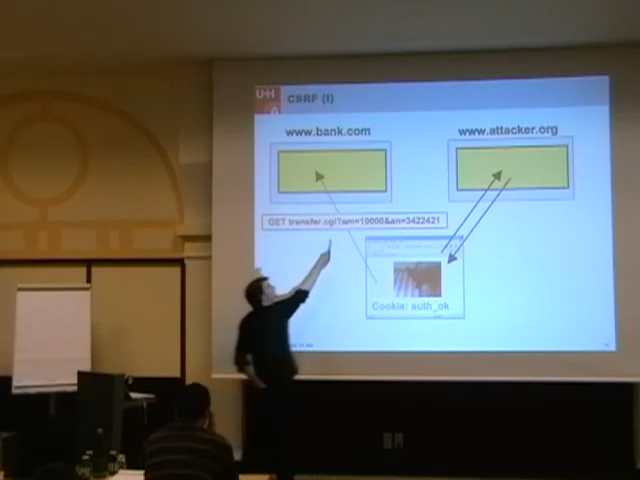 UH
CSRF (I)
www.bank.com
www.attacker.org
GET transfer.cgi?am=10000&an=3422421
Cookie: auth_ok